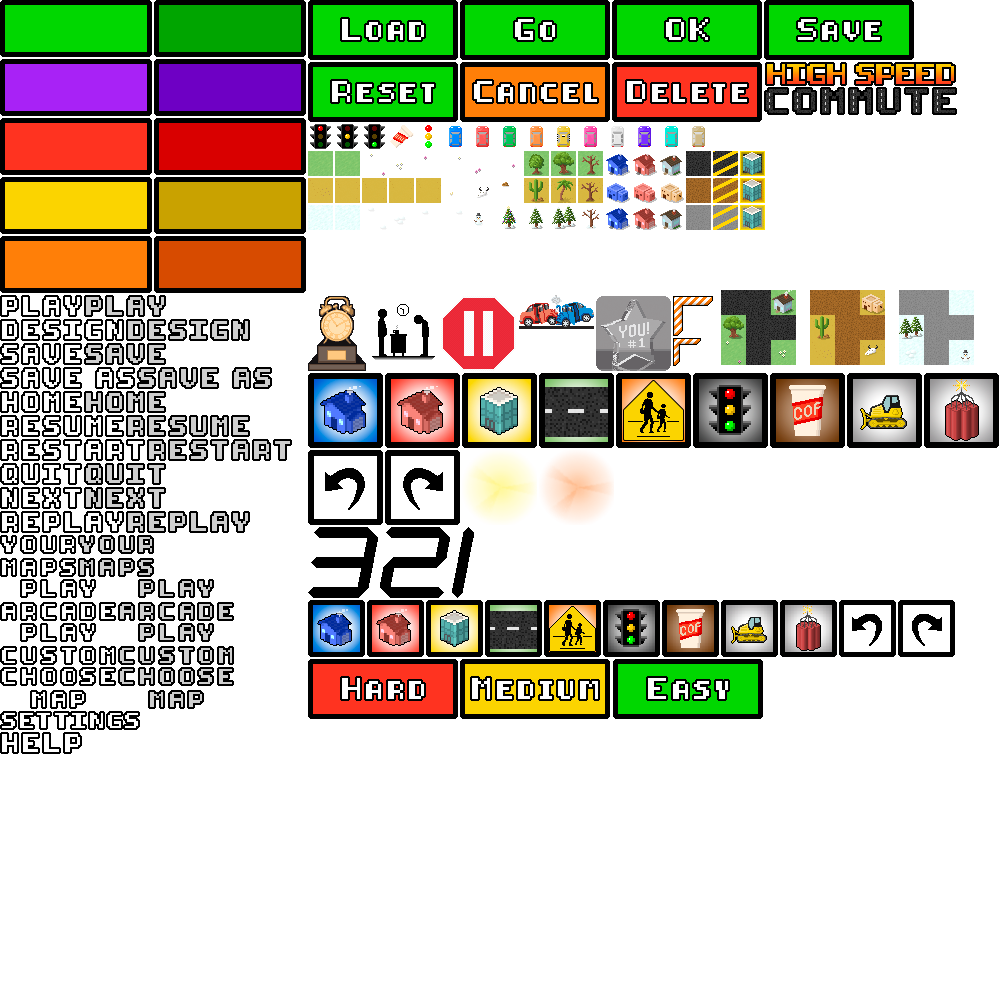 LOAD
GO
OK
SAVE
RESET
CANCEL
DELETE
HIGH SPEED
COMMUTE
PLAYPLAY
DESIGNDESIGN
SAVESAVE
SAVE ASSAVE AS
HOMEHOME
RESUMERESUME
RESTARTRESTART
QUITQUIT
NEXTNEXT
REPLAYREPLAY
YOURYOUR
MAPSMAPS
PLAY PLAY
ARCADEARCADE
PLAY PLAY
CUSTOMCUSTOM
CHOOSECHOOSE
MAP MAP
SETTINGS
HELP
YOU!
#1
COF
321
COF
HARD
MEDIUM
EASY